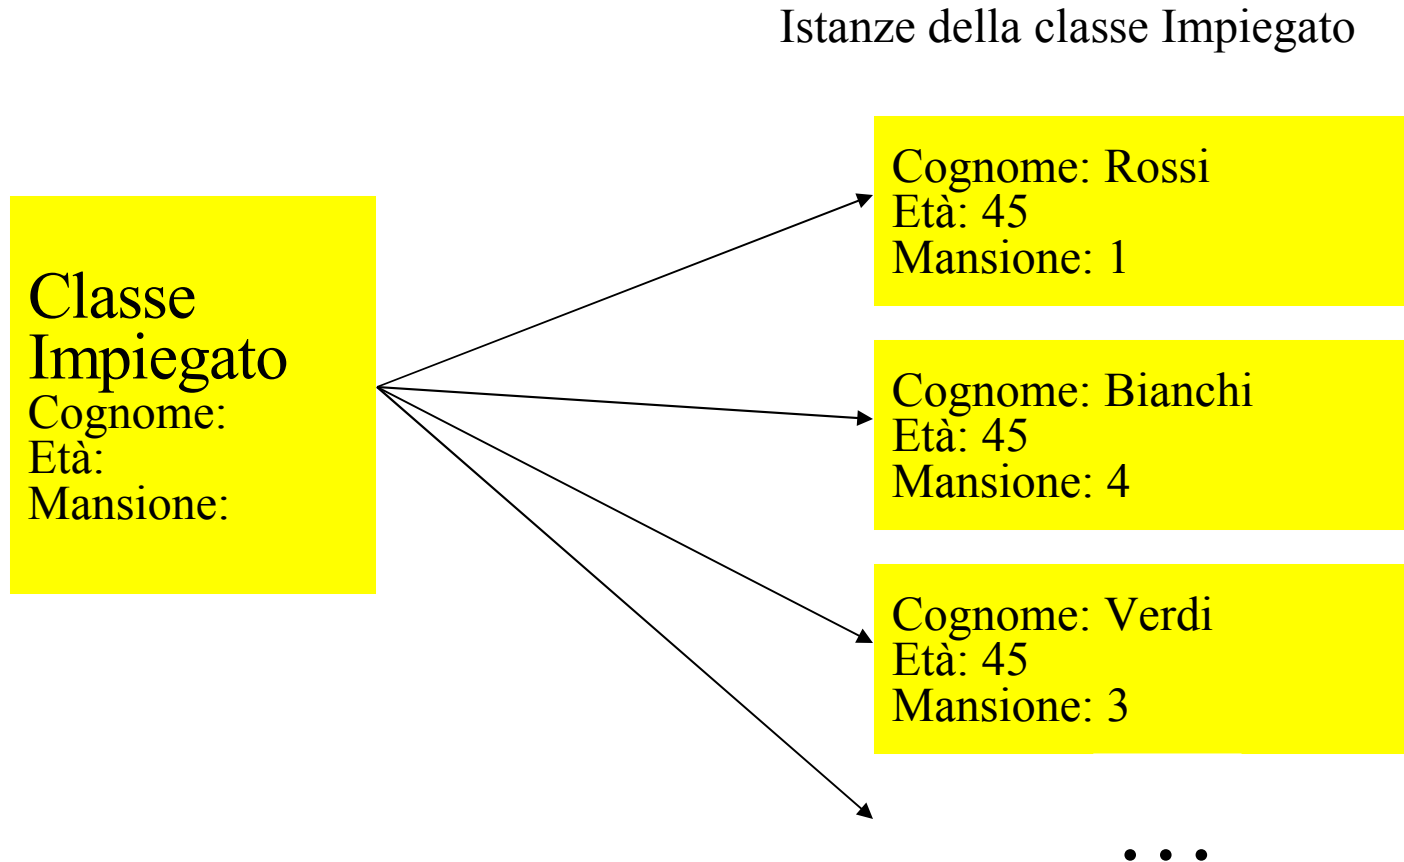 Istanze della classe Impiegato
Classe
Impiegato
Cognome:
Età:
Mansione:
Cognome: Rossi
Età: 45
Mansione: 1
Cognome: Bianchi
Età: 45
Mansione: 4
Cognome: Verdi
Età: 45
Mansione: 3
...